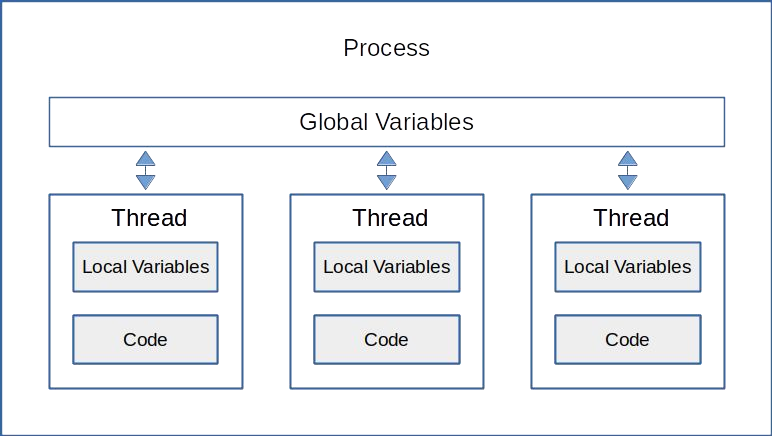 Process
Global Variables
Thread
Local Variables
Code
Thread
Local Variables
Code
Thread
Local Variables
Code